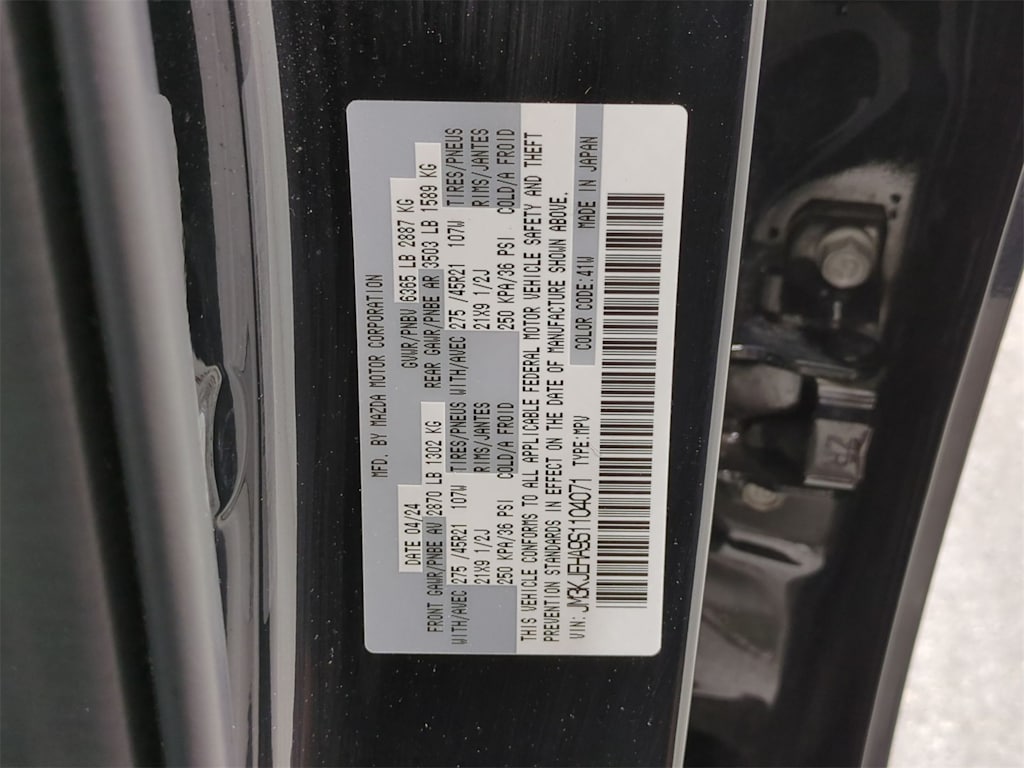 MFD. BY MAZDA MOTOR CORPORATION
DATE 04/24 GVWR/PNBV 6365 LB 2887 KG
FRONT GAWR/PNBE AV 2870 LB 1302 KG REAR GAWR/PNBE AR 3503 LB 1589 KG
WITH/AVEC 275 /45R21 107W TIRES/PNEUS WITH/AVEC 275 /45R21 107W TIRES/PNEUS
21X9 1/2J RIMS/JANTES 21X9 1/2J RIMS/JANTES
250 KPA/36 PSI COLD/A FROID 250 KPA/36 PSI COLD/A FROID
THIS VEHICLE CONFORMS TO ALL APPLICABLE FEDERAL MOTOR VEHICLE SAFETY AND THEFT
PREVENTION STANDARDS IN EFFECT ON THE DATE OF MANUFACTURE SHOWN ABOVE.
VIN: JM3KJEHA9S1104071 TYPE:MPV COLOR CODE:41W MADE IN JAPAN